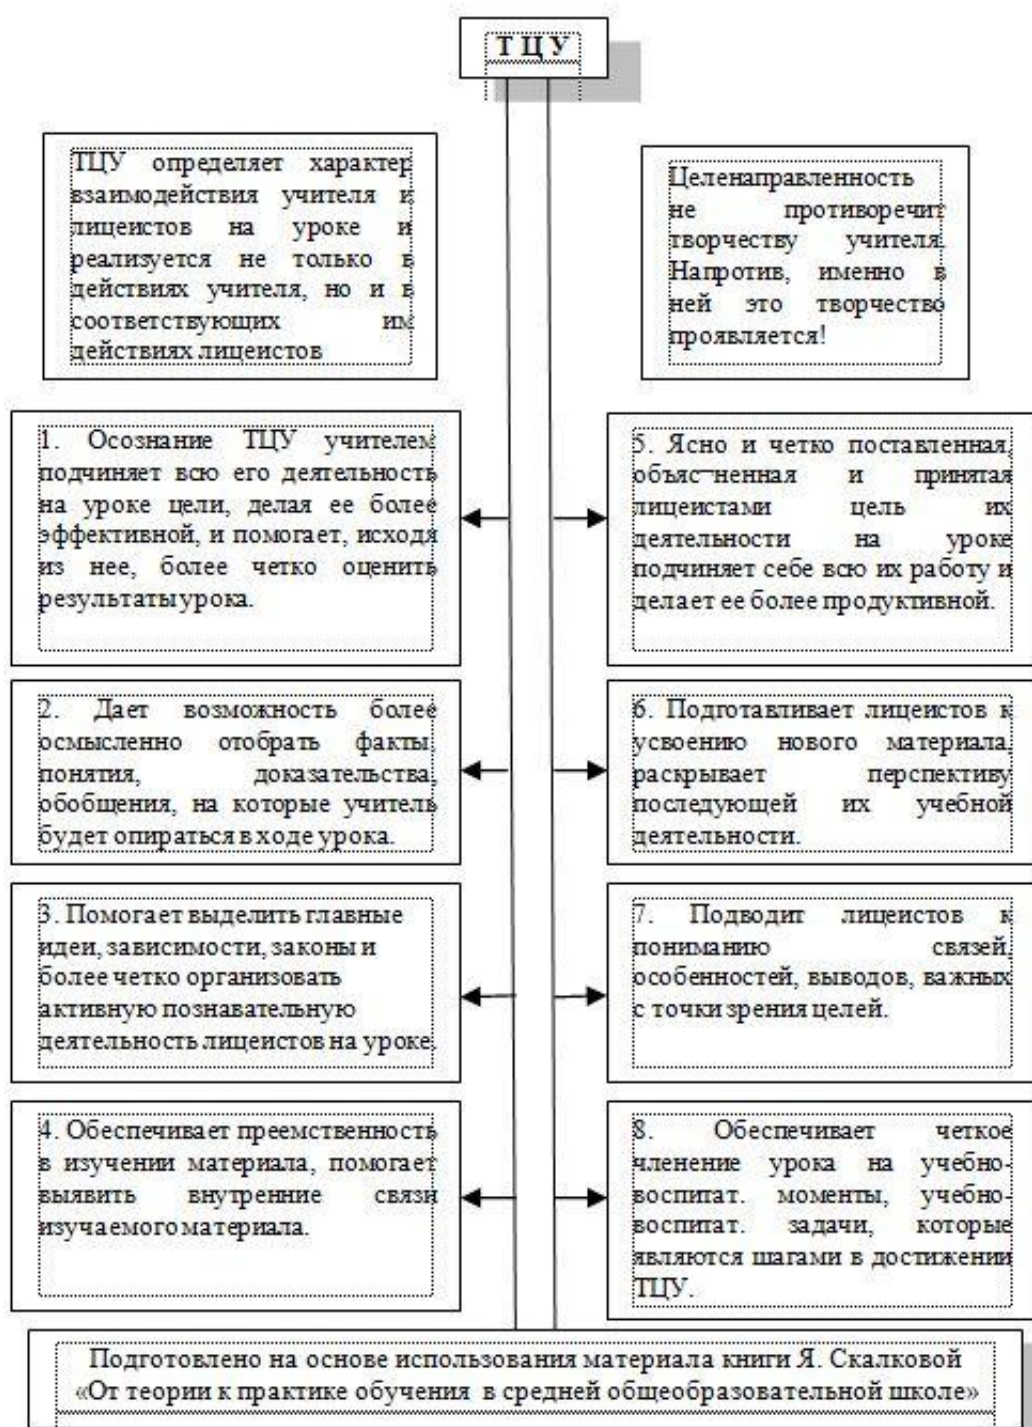 Т Ц У
ТЦУ определяет характер
взаимодействия учителя и
лицеистов на уроке и
реализуется не только в
действиях учителя, но и в
соответствующих им
действиях лицеистов
Целенаправленность
не противоречит
творчеству учителя.
Напротив, именно в
ней это творчество
проявляется!
1. Осознание ТЦУ учителем
подчиняет всю его деятельность
на уроке цели, делая ее более
эффективной, и помогает, исходя
из нее, более четко оценить
результаты урока.
2. Дает возможность более
осмысленно отобрать факты,
понятия, доказательства,
обобщения, на которые учитель
будет опираться в ходе урока.
3. Помогает выделить главные
идеи, зависимости, законы и
более четко организовать
активную познавательную
деятельность лицеистов на уроке.
4. Обеспечивает преемственность
в изучении материала, помогает
выявить внутренние связи
изучаемого материала.
5. Ясно и четко поставленная,
объяс¬ненная и принятая
лицеистами цель их
деятельности на уроке
подчиняет себе всю их работу и
делает ее более продуктивной.
6. Подготавливает лицеистов к
усвоению нового материала,
раскрывает перспективу
последующей их учебной
деятельности.
7. Подводит лицеистов к
пониманию связей,
особенностей, выводов, важных
с точки зрения целей.
8. Обеспечивает четкое
членение урока на учебно-
воспитат. моменты, учебно-
воспитат. задачи, которые
являются шагами в достижении
ТЦУ.
Подготовлено на основе использования материала книги Я. Скалковой
«От теории к практике обучения в средней общеобразовательной школе»